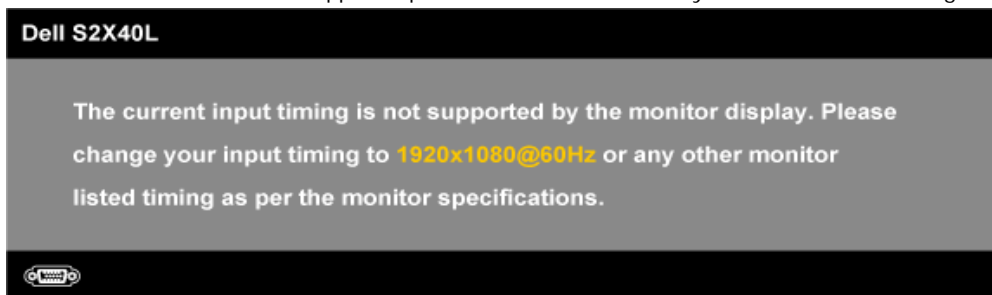 Dell S2X40L
The current input timing is not supported by the monitor display. Please
change your input timing to 1920x1080@60Hz or any other monitor
listed timing as per the monitor specifications.